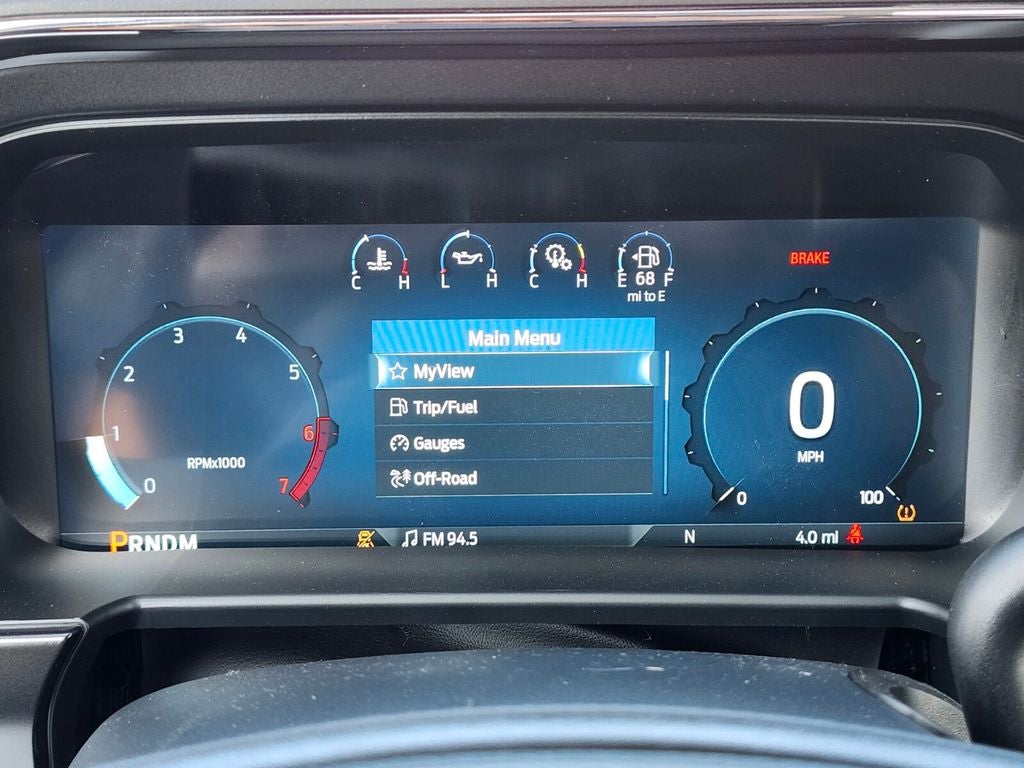 C H
L H
C H
E 68 F
mi to E
BRAKE
Main Menu
MyView
Trip/Fuel
Gauges
Off-Road
0
1
2
3
4
5
6
7
RPMx1000
0
MPH
0
100
PRNDM
FM 94.5
N
4.0 mi